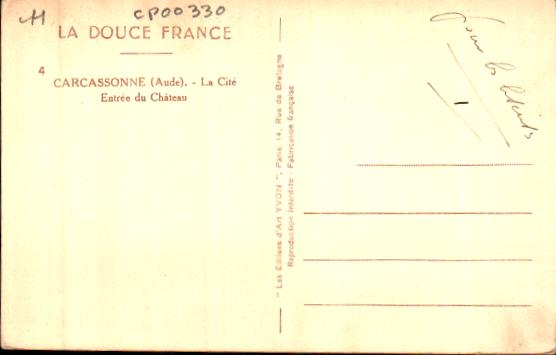 CP00330
LA DOUCE FRANCE
4
CARCASSONNE (Aude). - La Cité
Entrée du Château
" Les Editions d'Art YVON ", Paris, 14, Rue de Bretagne
Reproduction interdite - Fabrication française